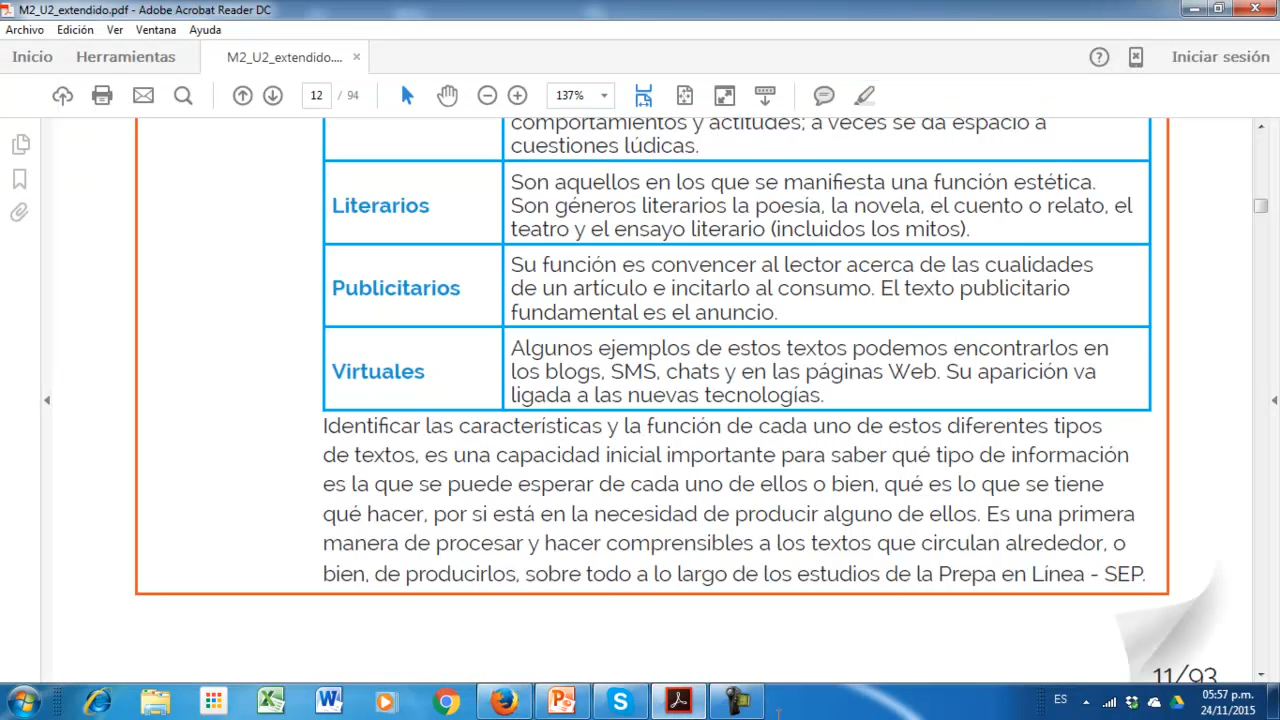 M2_U2_extendido.pdf - Adobe Acrobat Reader DC
Archivo Edición Ver Ventana Ayuda
Inicio Herramientas M2_U2_extendido.... × Iniciar sesión
12 / 94 137%
comportamientos y actitudes; a veces se da espacio a
cuestiones lúdicas.
Literarios
Son aquellos en los que se manifiesta una función estética.
Son géneros literarios la poesía, la novela, el cuento o relato, el
teatro y el ensayo literario (incluidos los mitos).
Publicitarios
Su función es convencer al lector acerca de las cualidades
de un artículo e incitarlo al consumo. El texto publicitario
fundamental es el anuncio.
Virtuales
Algunos ejemplos de estos textos podemos encontrarlos en
los blogs, SMS, chats y en las páginas Web. Su aparición va
ligada a las nuevas tecnologías.
Identificar las características y la función de cada uno de estos diferentes tipos
de textos, es una capacidad inicial importante para saber qué tipo de información
es la que se puede esperar de cada uno de ellos o bien, qué es lo que se tiene
qué hacer, por si está en la necesidad de producir alguno de ellos. Es una primera
manera de procesar y hacer comprensibles a los textos que circulan alrededor, o
bien, de producirlos, sobre todo a lo largo de los estudios de la Prepa en Línea - SEP.
11/93
ES
05:57 p.m.
24/11/2015